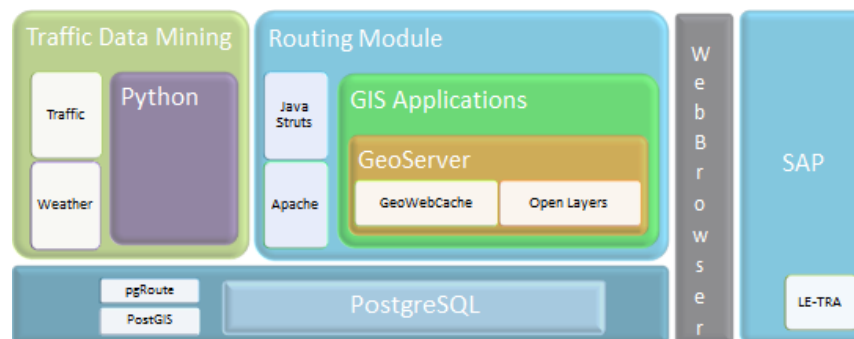 Traffic Data Mining
Traffic
Weather
Python
Routing Module
Java
Struts
Apache
GIS Applications
GeoServer
GeoWebCache
Open Layers
pgRoute
PostGIS
PostgreSQL
W
e
b
B
r
o
w
s
e
r
SAP
LE-TRA